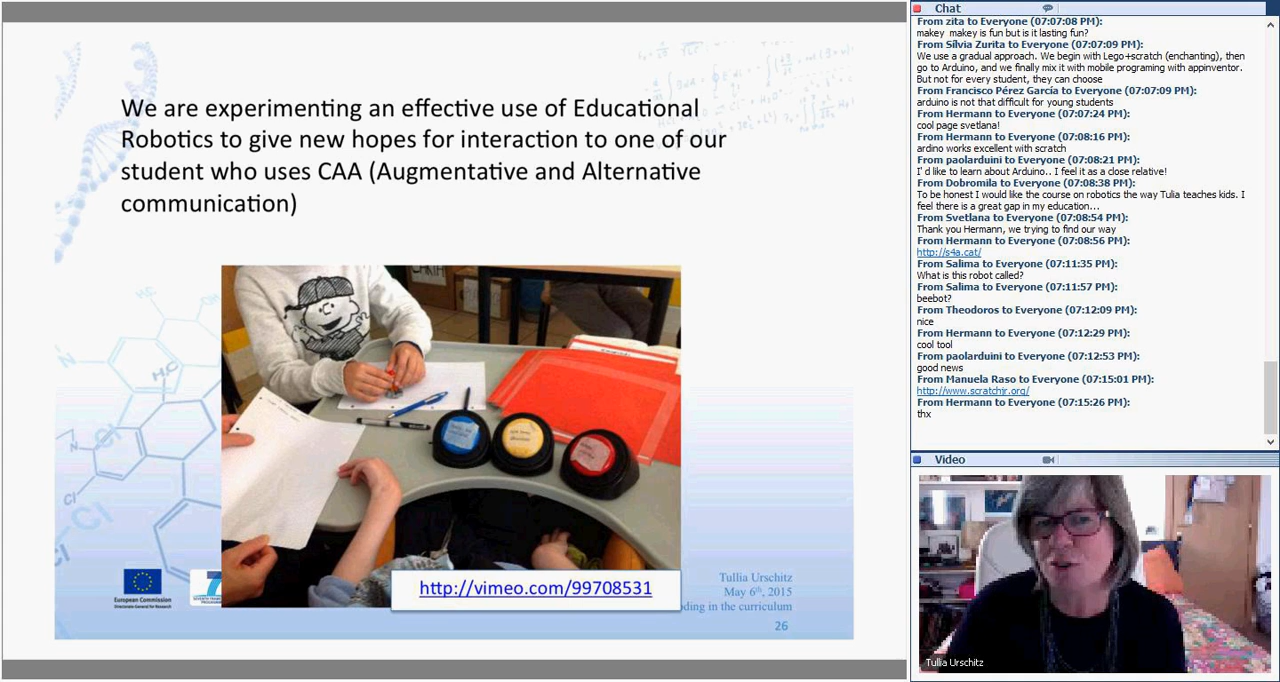 We are experimenting an effective use of Educational
Robotics to give new hopes for interaction to one of our
student who uses CAA (Augmentative and Alternative
communication)
http://vimeo.com/99708531
Tullia Urschitz
May 6th, 2015
oding in the curriculum
26
European Commission
Chat
From zita to Everyone (07:07:08 PM):
makey makey is fun but is it lasting fun?
From Sílvia Zurita to Everyone (07:07:09 PM):
We use a gradual approach. We begin with Lego+scratch (enchanting), then
go to Arduino, and we finally mix it with mobile programing with appinventor.
But not for every student, they can choose
From Francisco Pérez García to Everyone (07:07:09 PM):
arduino is not that difficult for young students
From Hermann to Everyone (07:07:24 PM):
cool page svetlana!
From Hermann to Everyone (07:08:16 PM):
ardino works excellent with scratch
From paolarduini to Everyone (07:08:21 PM):
I' d like to learn about Arduino.. I feel it as a close relative!
From Dobromila to Everyone (07:08:38 PM):
To be honest I would like the course on robotics the way Tulia teaches kids. I
feel there is a great gap in my education...
From Svetlana to Everyone (07:08:54 PM):
Thank you Hermann, we trying to find our way
From Hermann to Everyone (07:08:56 PM):
http://s4a.cat/
From Salima to Everyone (07:11:35 PM):
What is this robot called?
From Salima to Everyone (07:11:57 PM):
beebot?
From Theodoros to Everyone (07:12:09 PM):
nice
From Hermann to Everyone (07:12:29 PM):
cool tool
From paolarduini to Everyone (07:12:53 PM):
good news
From Manuela Raso to Everyone (07:15:01 PM):
http://www.scratchjr.org/
From Hermann to Everyone (07:15:26 PM):
thx
Video
Tullia Urschitz